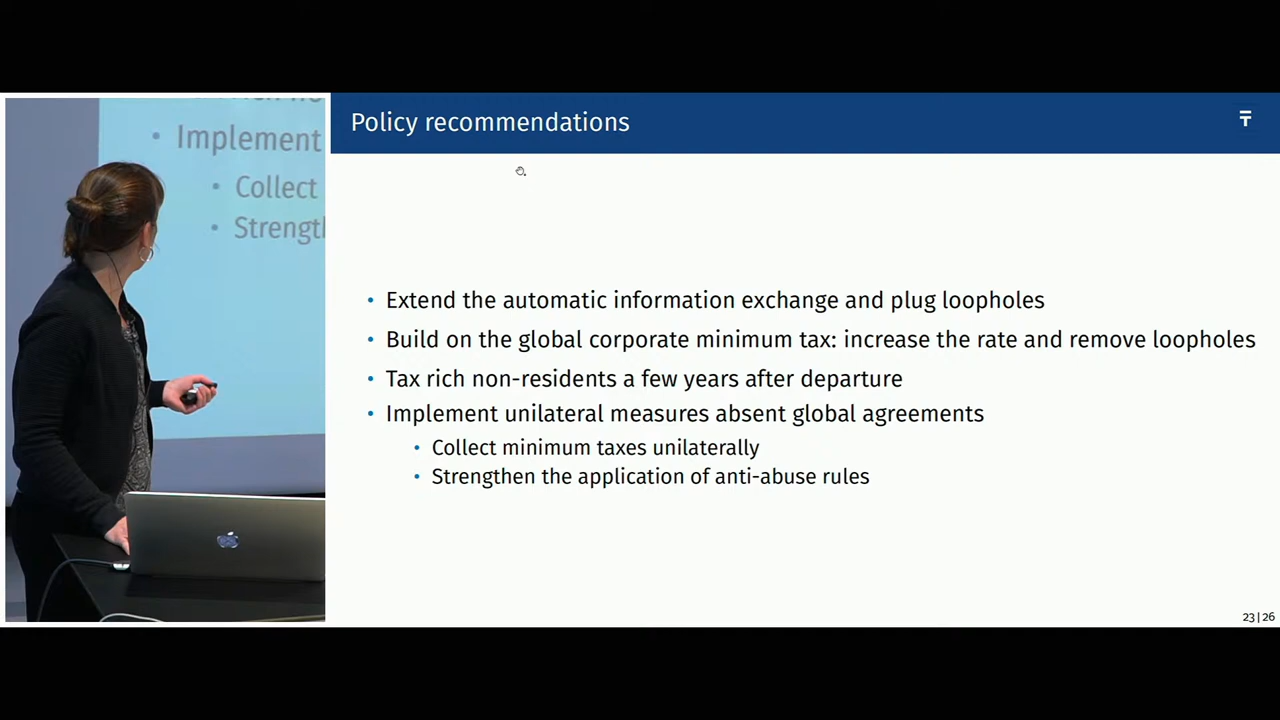 Policy recommendations
Implement
Collect
• Extend the automatic information exchange and plug loopholes
• Build on the global corporate minimum tax: increase the rate and remove loopholes
• Tax rich non-residents a few years after departure
• Implement unilateral measures absent global agreements
• Collect minimum taxes unilaterally
• Strengthen the application of anti-abuse rules
23|26